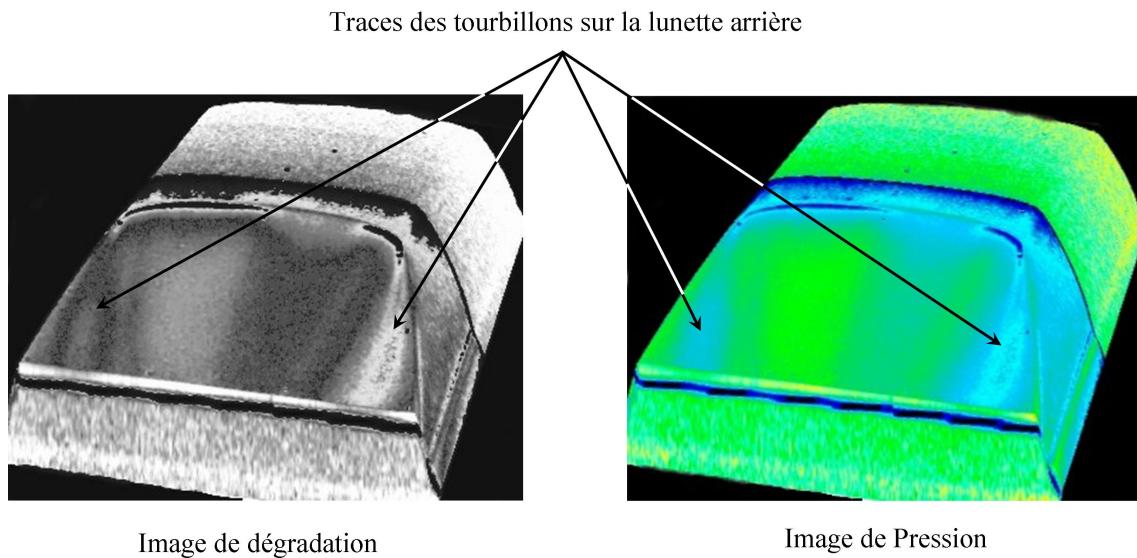 Traces des tourbillons sur la lunette arrière
Image de dégradation
Image de Pression